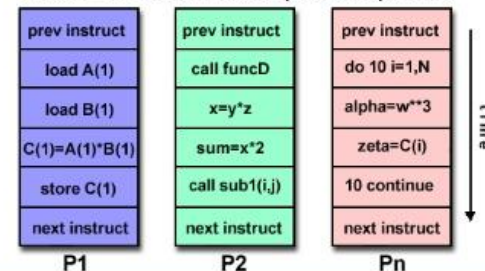 prev instruct
load A(1)
load B(1)
C(1)=A(1)*B(1)
store C(1)
next instruct
P1
prev instruct
call funcD
x=y*z
sum=x*2
call sub1(i,j)
next instruct
P2
prev instruct
do 10 i=1,N
alpha=w**3
zeta=C(i)
10 continue
next instruct
Pn